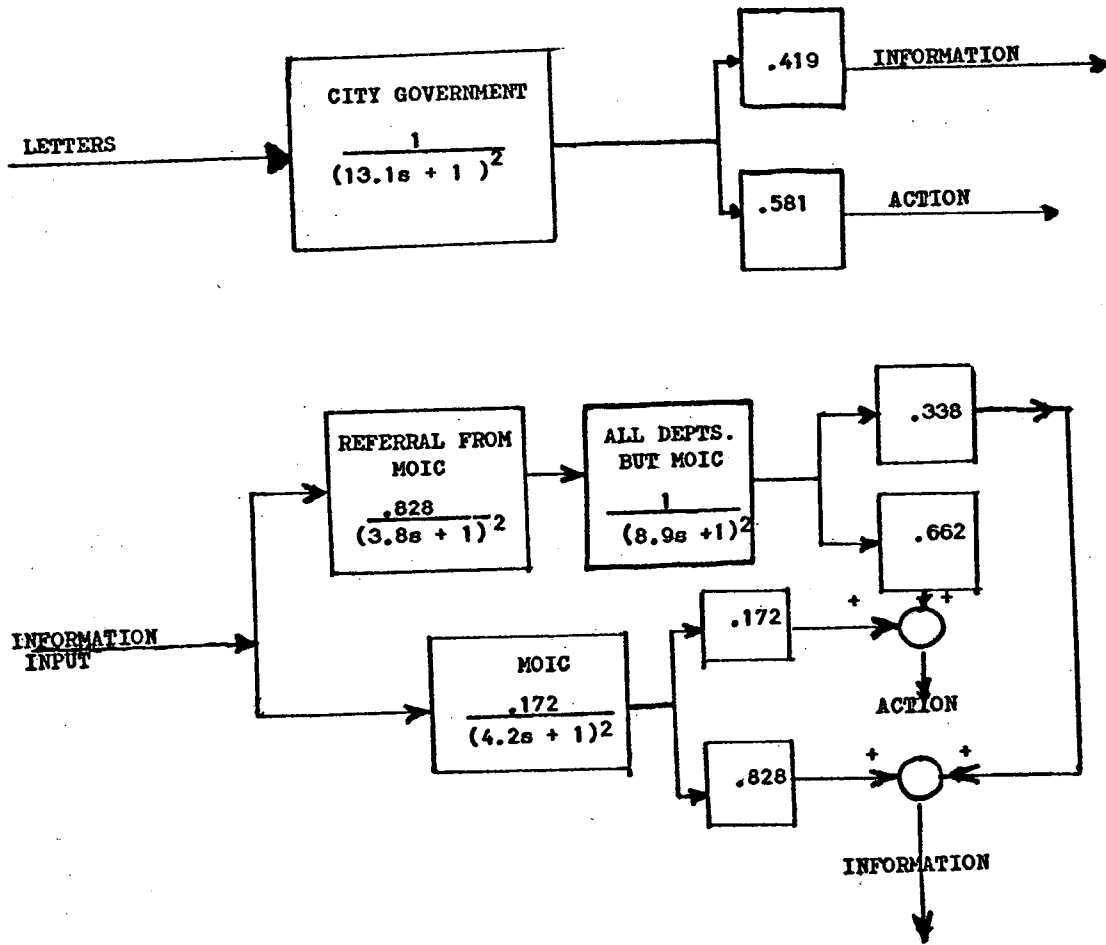 LETTERS
CITY GOVERNMENT
1
(13.1s + 1 )2
.419
INFORMATION
.581
ACTION
INFORMATION
INPUT
REFERRAL FROM
MOIC
.828
(3.8s + 1)2
ALL DEPTS.
BUT MOIC
1
(8.9s +1)2
.338
.662
MOIC
.172
(4.2s + 1)2
.172
+
+
ACTION
.828
+
+
INFORMATION